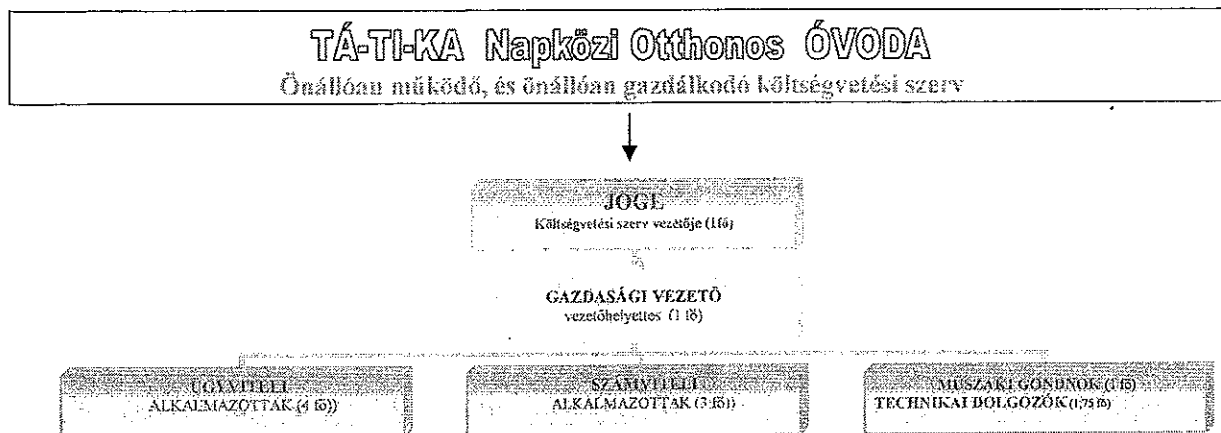 TÁ-TI-KA Napközi Otthonos ÓVODA
Önállóan működő, és önállóan gazdálkodó költségvetési szerv
JOGE
Költségvetési szerv vezetője (1fő)
GAZDASÁGI VEZETŐ
vezetőhelyettes (1 fő)
ÜGYVITELI
ALKALMAZOTTAK (4 fő))
SZÁMVITELI
ALKALMAZOTTAK (3 fő))
MŰSZAKI GONDNOK (1 fő)
TECHNIKAI DOLGOZÓK (1,75 fő)